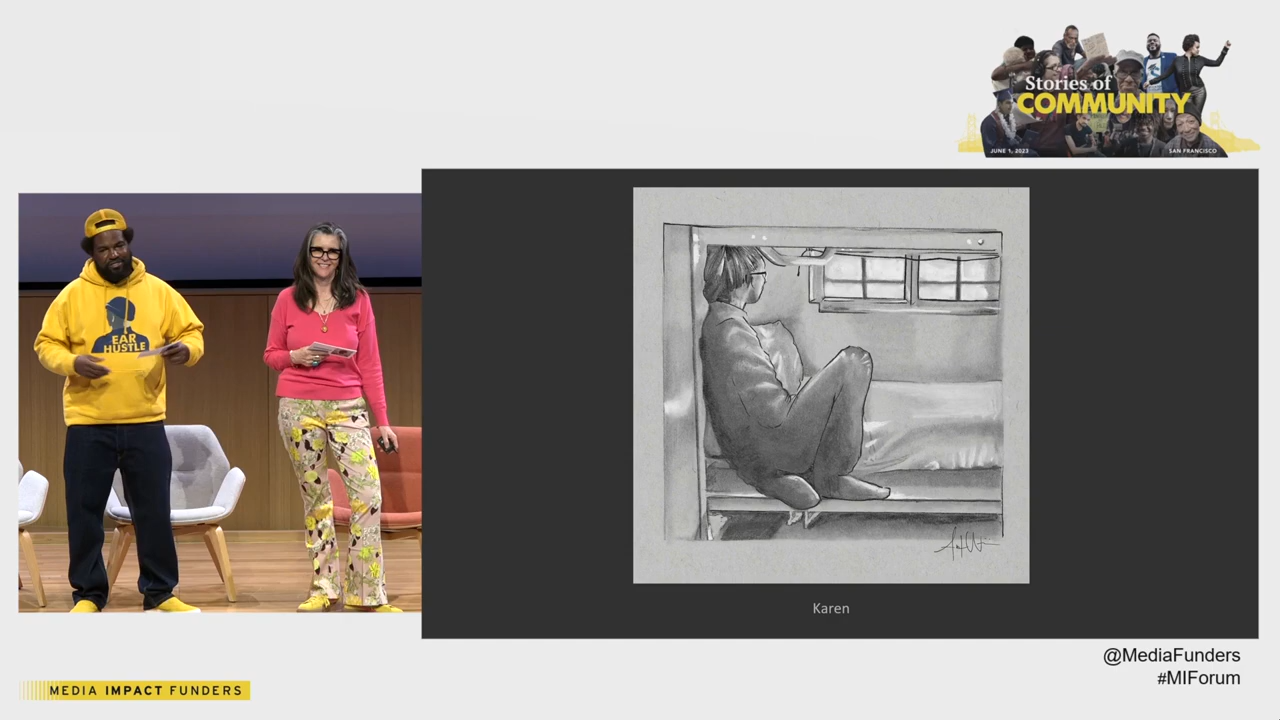 Stories of
COMMUNITY
JUNE 1, 2023
SAN FRANCISCO
EAR
HUSTLE
Karen
@MediaFunders
#MIForum
MEDIA IMPACT FUNDERS